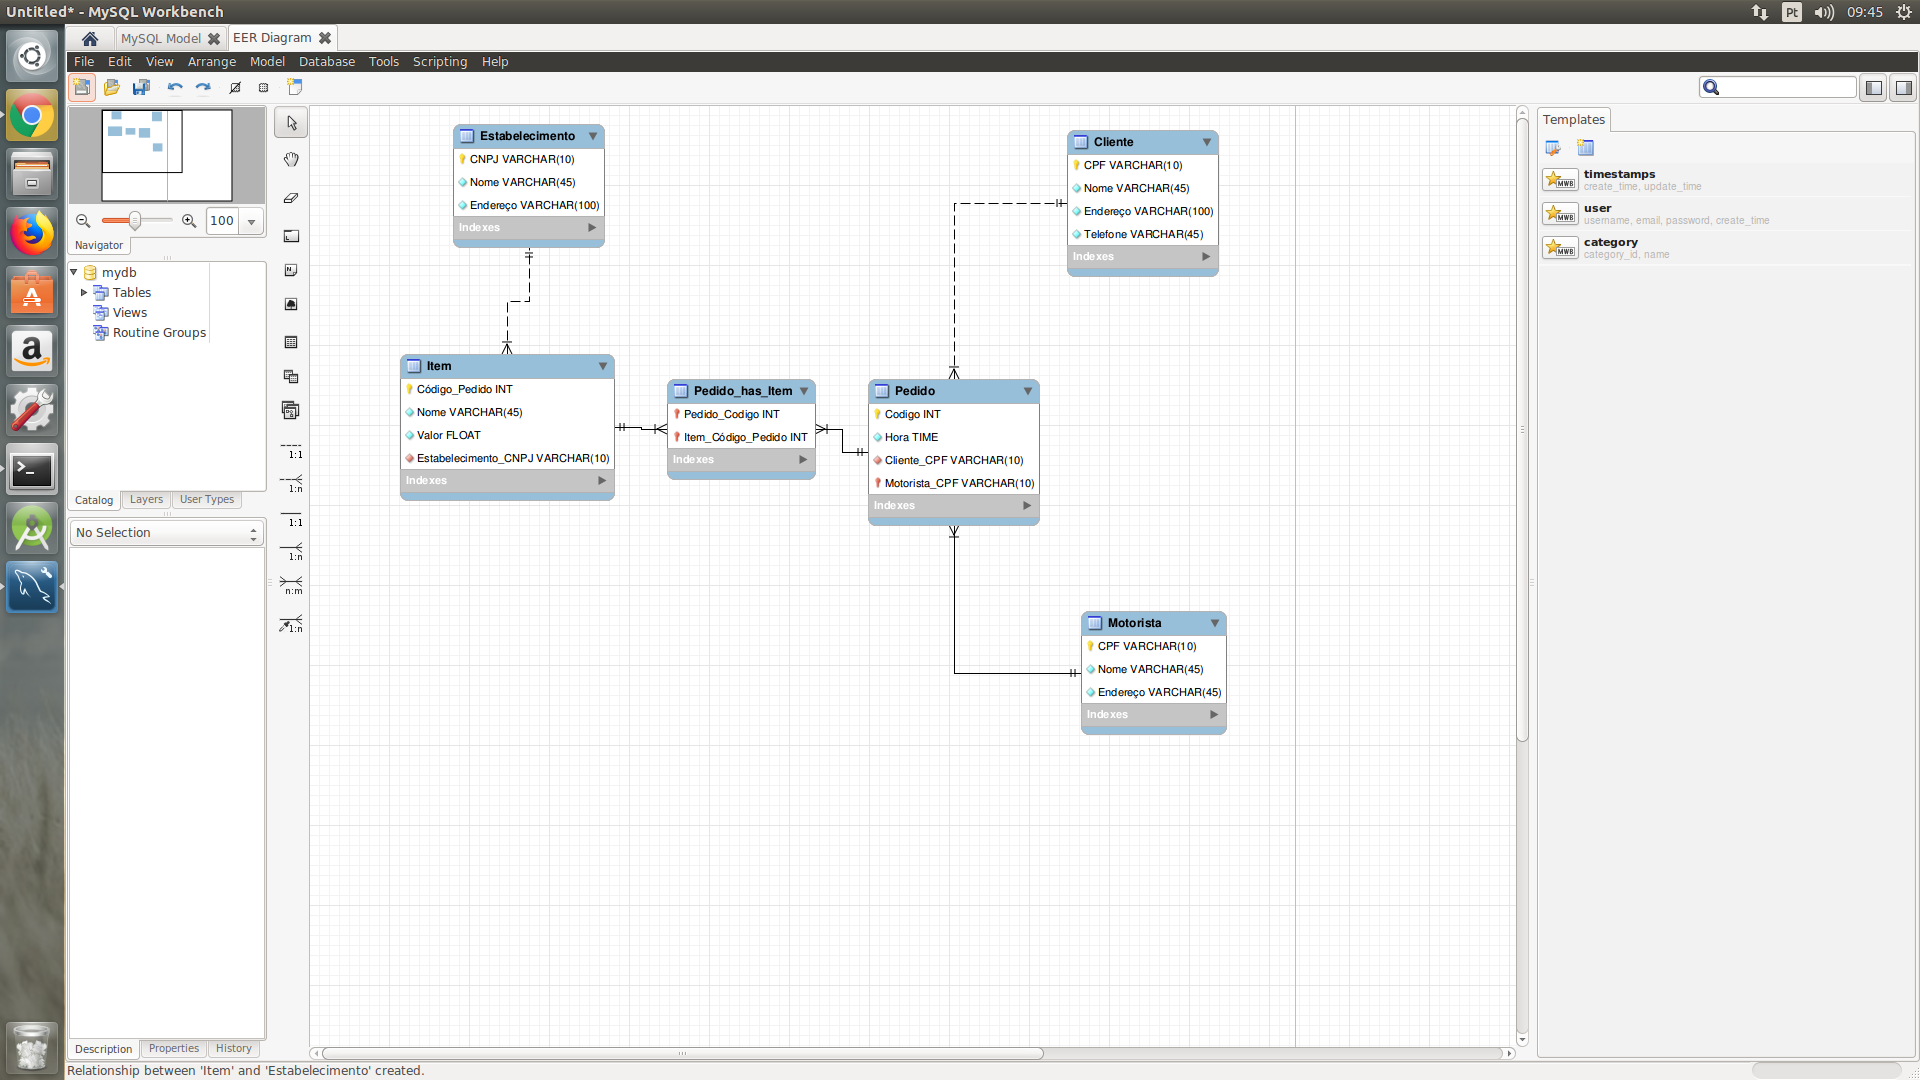 Untitled* - MySQL Workbench
Pt
09:45
MySQL Model
EER Diagram
File Edit View Arrange Model Database Tools Scripting Help
100
Navigator
mydb
Tables
Views
Routine Groups
Catalog Layers User Types
No Selection
Description Properties History
1:1
1:n
1:1
1:n
n:m
1:n
Estabelecimento
CNPJ VARCHAR(10)
Nome VARCHAR(45)
Endereço VARCHAR(100)
Indexes
Cliente
CPF VARCHAR(10)
Nome VARCHAR(45)
Endereço VARCHAR(100)
Telefone VARCHAR(45)
Indexes
Item
Código_Pedido INT
Nome VARCHAR(45)
Valor FLOAT
Estabelecimento_CNPJ VARCHAR(10)
Indexes
Pedido_has_Item
Pedido_Codigo INT
Item_Código_Pedido INT
Indexes
Pedido
Codigo INT
Hora TIME
Cliente_CPF VARCHAR(10)
Motorista_CPF VARCHAR(10)
Indexes
Motorista
CPF VARCHAR(10)
Nome VARCHAR(45)
Endereço VARCHAR(45)
Indexes
Templates
MWB
timestamps
create_time, update_time
MWB
user
username, email, password, create_time
MWB
category
category_id, name
Relationship between 'Item' and 'Estabelecimento' created.